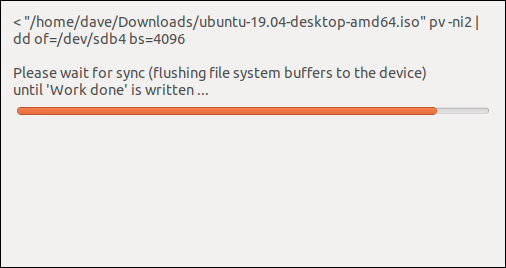 < "/home/dave/Downloads/ubuntu-19.04-desktop-amd64.iso" pv -ni2 |
dd of=/dev/sdb4 bs=4096
Please wait for sync (flushing file system buffers to the device)
until 'Work done' is written ...